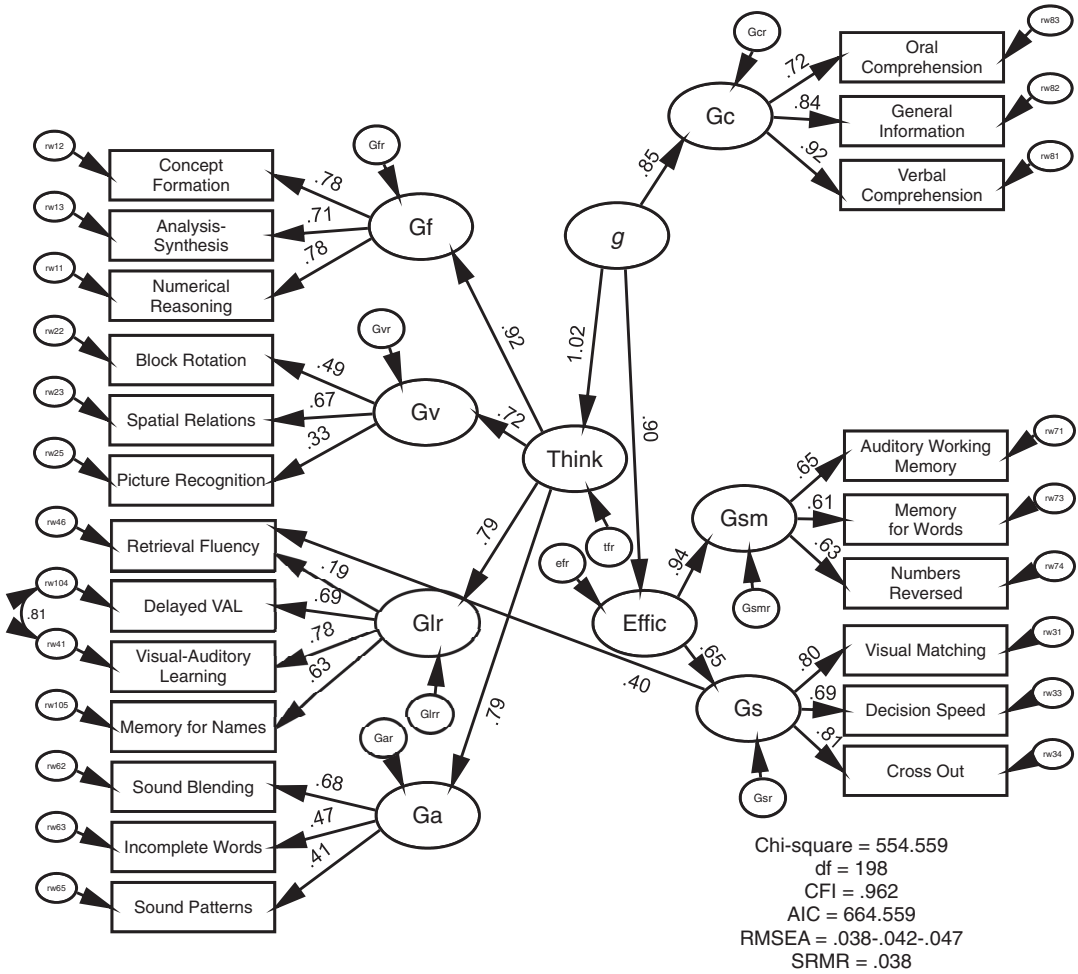 rw83
Gcr
Oral
Comprehension
.72
rw82
Gc
.84
General
Information
.92
rw81
Verbal
Comprehension
.85
g
rw12
Concept
Formation
Gfr
.78
rw13
Analysis-
Synthesis
.71
Gf
rw11
Numerical
Reasoning
.78
.92
1.02
.90
rw22
Block Rotation
Gvr
.49
rw23
Spatial Relations
.67
Gv
.72
rw25
Picture Recognition
.33
Think
tfr
rw46
Retrieval Fluency
.19
.79
rw104
Delayed VAL
.69
Glr
.81
rw41
Visual-Auditory
Learning
.78
rw105
Memory for Names
.63
Glrr
.40
.79
rw62
Sound Blending
Gar
.68
rw63
Incomplete Words
.47
Ga
rw65
Sound Patterns
.41
efr
Effic
.94
.65
rw71
Auditory Working
Memory
.65
Gsm
.61
rw73
Memory
for Words
.63
rw74
Numbers
Reversed
Gsmr
rw31
Visual Matching
.80
Gs
.69
rw33
Decision Speed
.81
rw34
Cross Out
Gsr
Chi-square = 554.559
df = 198
CFI = .962
AIC = 664.559
RMSEA = .038-.042-.047
SRMR = .038